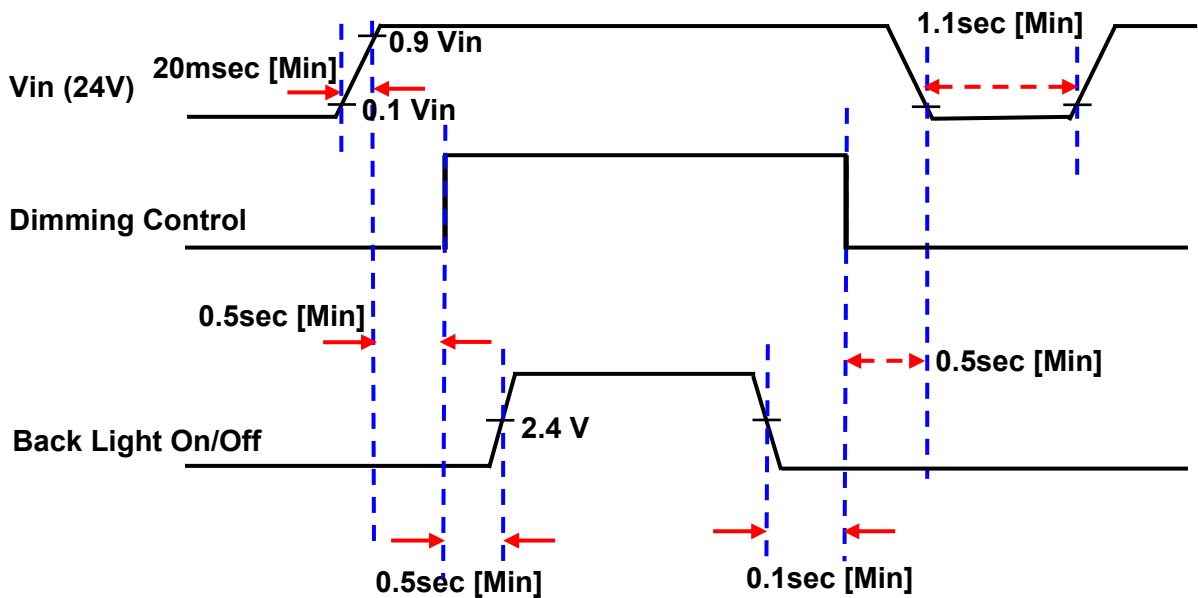 1.1sec [Min]
0.9 Vin
20msec [Min]
Vin (24V)
0.1 Vin
Dimming Control
0.5sec [Min]
0.5sec [Min]
2.4 V
Back Light On/Off
0.5sec [Min]
0.1sec [Min]